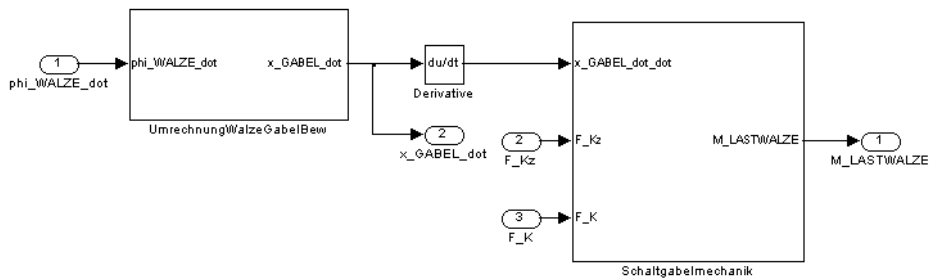 1
phi_WALZE_dot
phi_WALZE_dot
x_GABEL_dot
UmrechnungWalzeGabelBew
du/dt
Derivative
2
x_GABEL_dot
2
F_Kz
3
F_K
x_GABEL_dot_dot
F_Kz
F_K
M_LASTWALZE
Schaltgabelmechanik
1
M_LASTWALZE